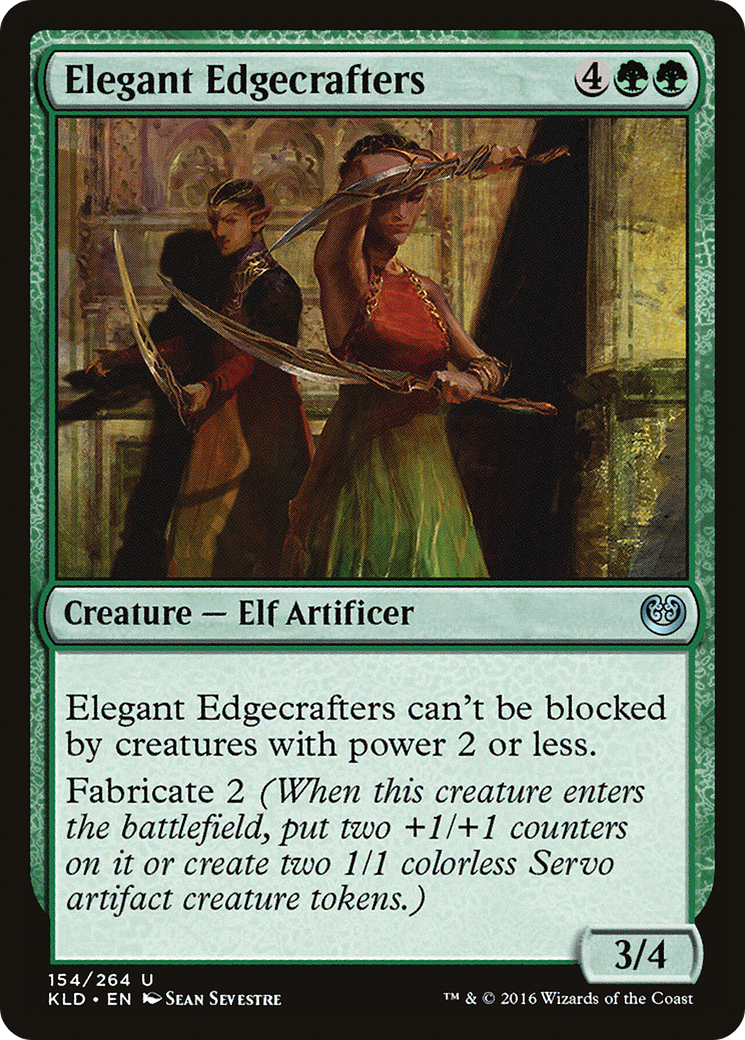 Elegant Edgecrafters 4
Creature — Elf Artificer
Elegant Edgecrafters can't be blocked
by creatures with power 2 or less.
Fabricate 2 (When this creature enters
the battlefield, put two +1/+1 counters
on it or create two 1/1 colorless Servo
artifact creature tokens.)
3/4
154/264 U
KLD • EN Sean Sevestre
™ & © 2016 Wizards of the Coast